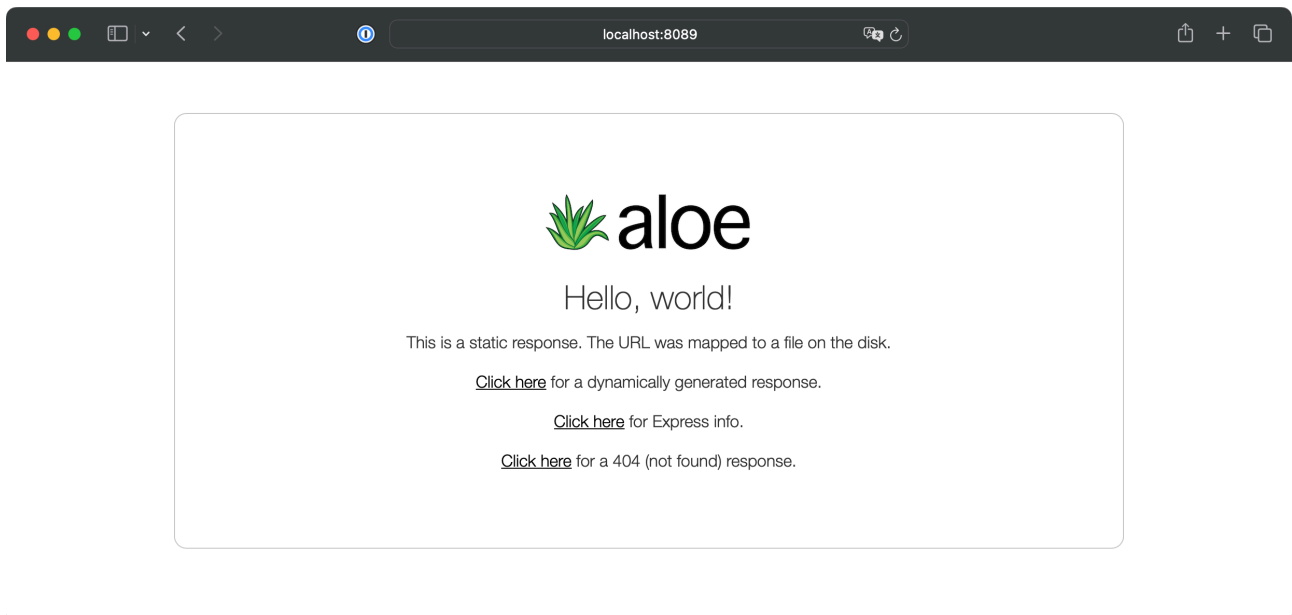 localhost:8089
aloe
Hello, world!
This is a static response. The URL was mapped to a file on the disk.
Click here for a dynamically generated response.
Click here for Express info.
Click here for a 404 (not found) response.